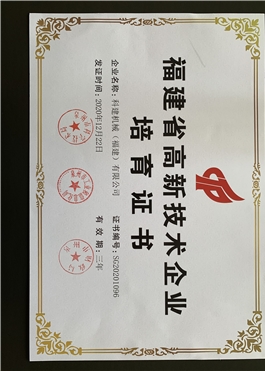 福建省高新技术企业
培育证书
企业名称：科建机械（福建）有限公司 证书编号：SG20201096
发证时间：2020年12月22日 有效期：三年